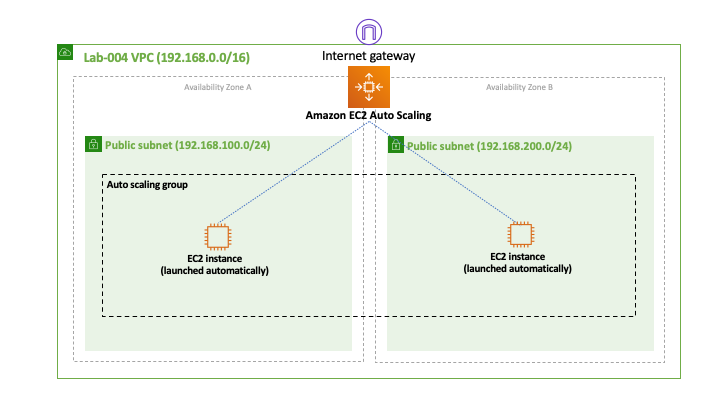 Internet gateway
Lab-004 VPC (192.168.0.0/16)
Availability Zone A
Availability Zone B
Amazon EC2 Auto Scaling
Public subnet (192.168.100.0/24)
Public subnet (192.168.200.0/24)
Auto scaling group
EC2 instance
(launched automatically)
EC2 instance
(launched automatically)